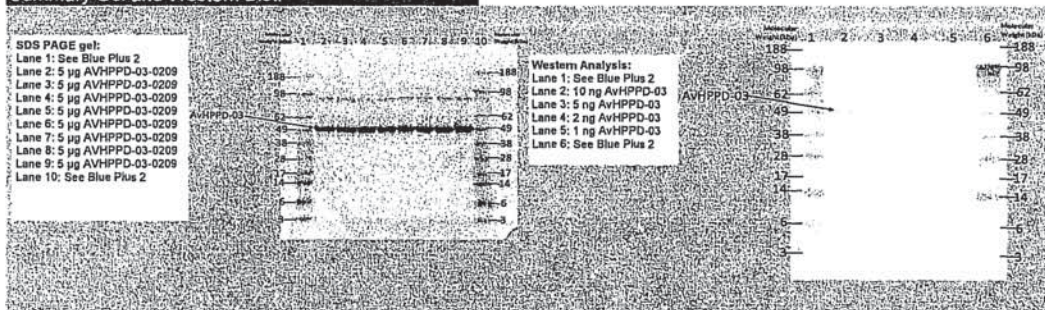 Summary Gel and Western Blot:
SDS PAGE gel:
Lane 1: See Blue Plus 2
Lane 2: 5 µg AVHPPD-03-0209
Lane 3: 5 µg AVHPPD-03-0209
Lane 4: 5 µg AVHPPD-03-0209
Lane 5: 5 µg AVHPPD-03-0209
Lane 6: 5 µg AVHPPD-03-0209
Lane 7: 5 µg AVHPPD-03-0209
Lane 8: 5 µg AVHPPD-03-0209
Lane 9: 5 µg AVHPPD-03-0209
Lane 10: See Blue Plus 2
1 2 3 4 5 6 7 8 9 10
188
98
62
49
38
28
17
14
6
3
AvHPPD-03
188
98
62
49
38
28
17
14
6
3
Western Analysis:
Lane 1: See Blue Plus 2
Lane 2: 10 ng AvHPPD-03
Lane 3: 5 ng AvHPPD-03
Lane 4: 2 ng AvHPPD-03
Lane 5: 1 ng AvHPPD-03
Lane 6: See Blue Plus 2
AvHPPD-03
Molecular
Weight (kDa)
1 2 3 4 5 6
188
98
62
49
38
28
17
14
6
3
Molecular
Weight (kDa)
188
98
62
49
38
28
17
14
6
3